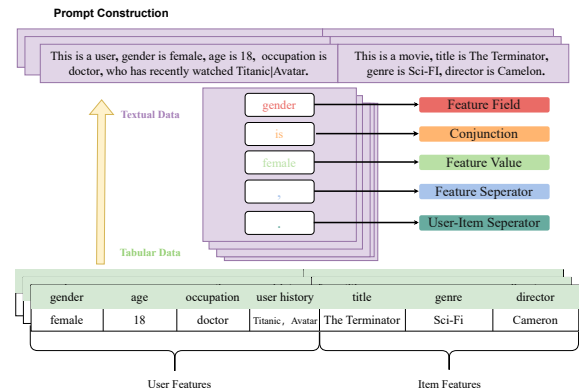 Prompt Construction
This is a user, gender is female, age is 18, occupation is
doctor, who has recently watched Titanic|Avatar.
This is a movie, title is The Terminator,
genre is Sci-FI, director is Camelon.
Textual Data
gender
Feature Field
is
Conjunction
female
Feature Value
,
Feature Seperator
.
User-Item Seperator
Tabular Data
gender age occupation user history title genre director
female 18 doctor Titanic, Avatar The Terminator Sci-Fi Cameron
User Features Item Features